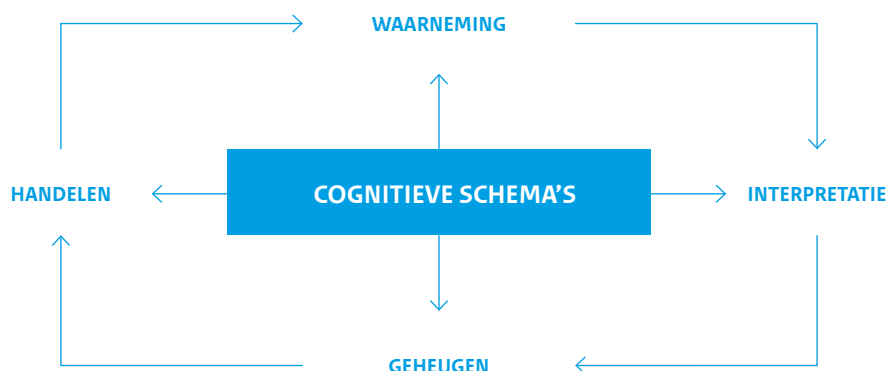 WAARNEMING
HANDELEN
COGNITIEVE SCHEMA'S
INTERPRETATIE
GEHEUGEN